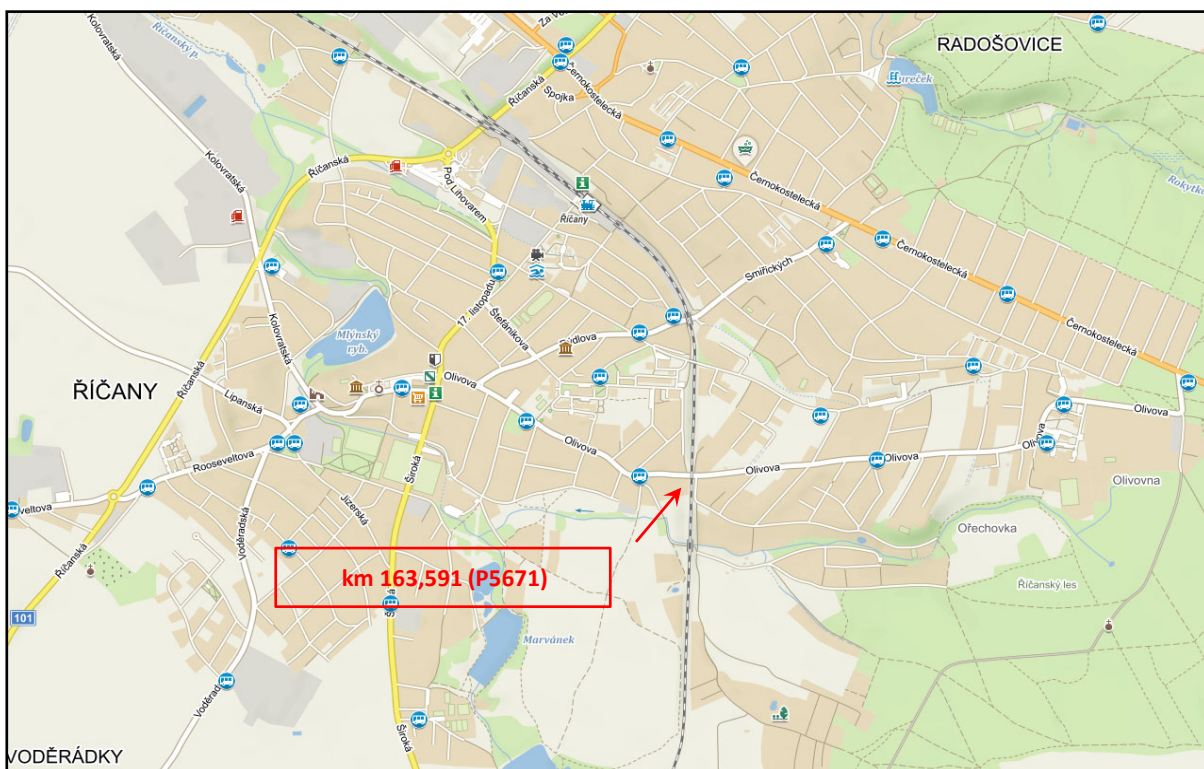 Kolovratská
Říčanský p.
Za Ve
RADOŠOVICE
Říčanská
Černokostelecká
Spojka
Jureček
Kolovratská
Říčanská
Pod Lihovarem
Černokostelecká
Rokytka
Říčany
Smiřických
Černokostelecká
17. listopadu
Štefánikova
Kolovratská
Mlýnský
ryb.
Černokostelecká
Říčanská
ŘÍČANY
Olivova
Lipanská
Olivova
Olivova
Rooseveltova
Široká
Olivova
Olivova
Olivova
Olivovna
veltova
Jizerská
Voděradská
Ořechovka
Říčanská
km 163,591 (P5671)
Říčanský les
101
Marvánek
Voděrad
Široká
VODĚRÁDKY